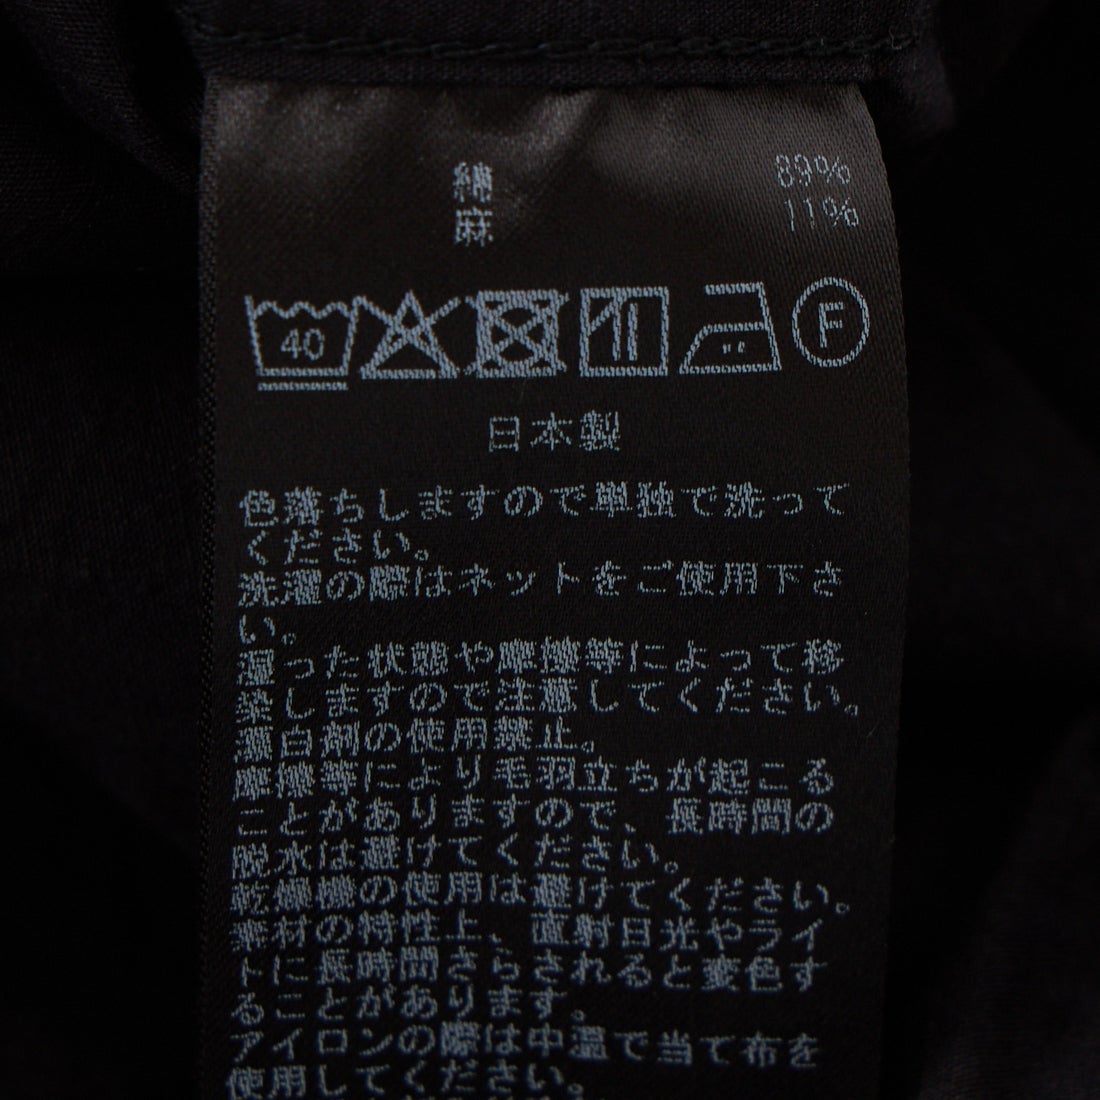 綿 89%
麻 11%
40 F
日本製
色落ちしますので単独で洗って
ください。
洗濯の際はネットをご使用下さ
い。
湿った状態や摩擦等によって移
染しますので注意してください。
漂白剤の使用禁止。
摩擦等により毛羽立ちが起こる
ことがありますので、長時間の
脱水は避けてください。
乾燥機の使用は避けてください。
素材の特性上、直射日光やライ
トに長時間さらされると変色す
ることがあります。
アイロンの際は中温で当て布を
使用してください。